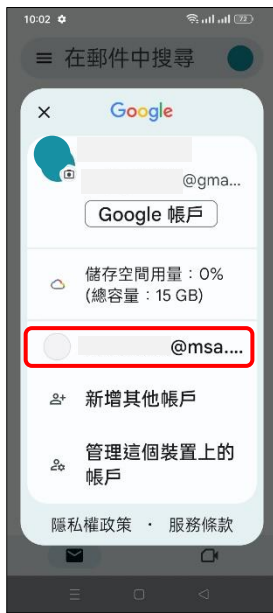 10:02
22
在郵件中搜尋
Google
@gma...
Google 帳戶
儲存空間用量：0%
(總容量：15 GB)
@msa....
新增其他帳戶
管理這個裝置上的
帳戶
隱私權政策 · 服務條款